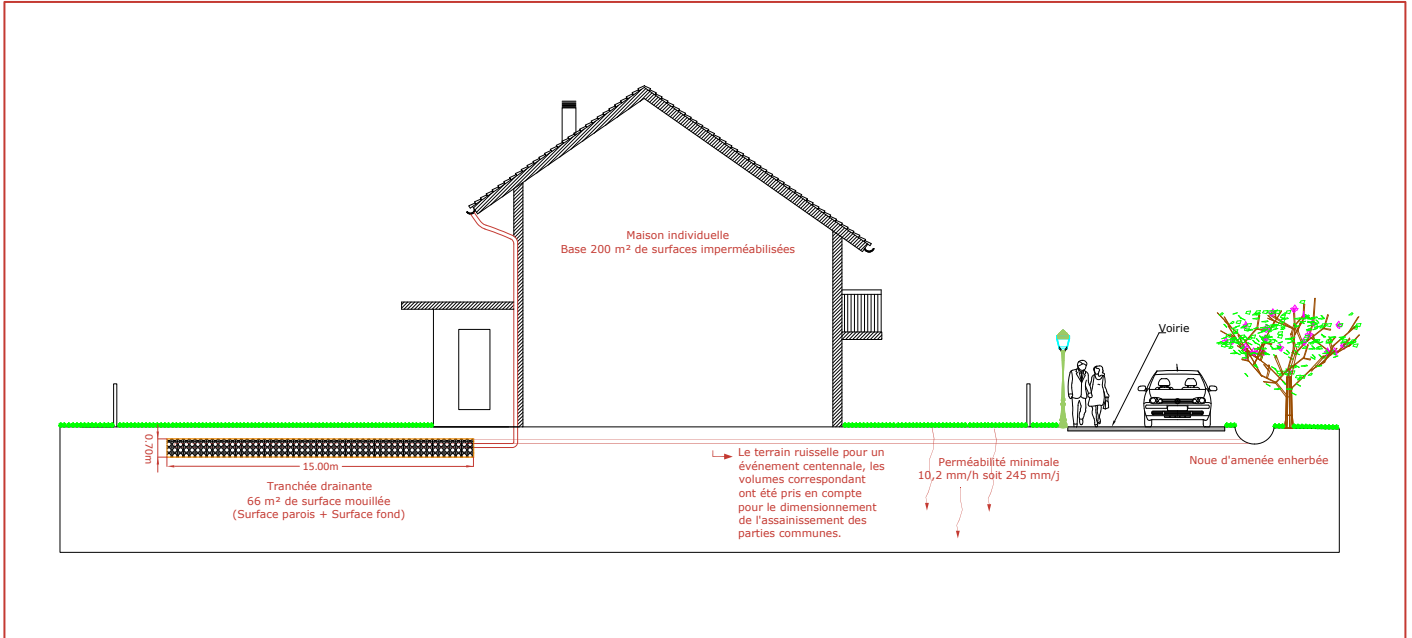 Maison individuelle
Base 200 m² de surfaces imperméabilisées
Voirie
0.70m
15.00m
Tranchée drainante
66 m² de surface mouillée
(Surface parois + Surface fond)
Le terrain ruisselle pour un
événement centennale, les
volumes correspondant
ont été pris en compte
pour le dimensionnement
de l'assainissement des
parties communes.
Perméabilité minimale
10,2 mm/h soit 245 mm/j
Noue d'amenée enherbée